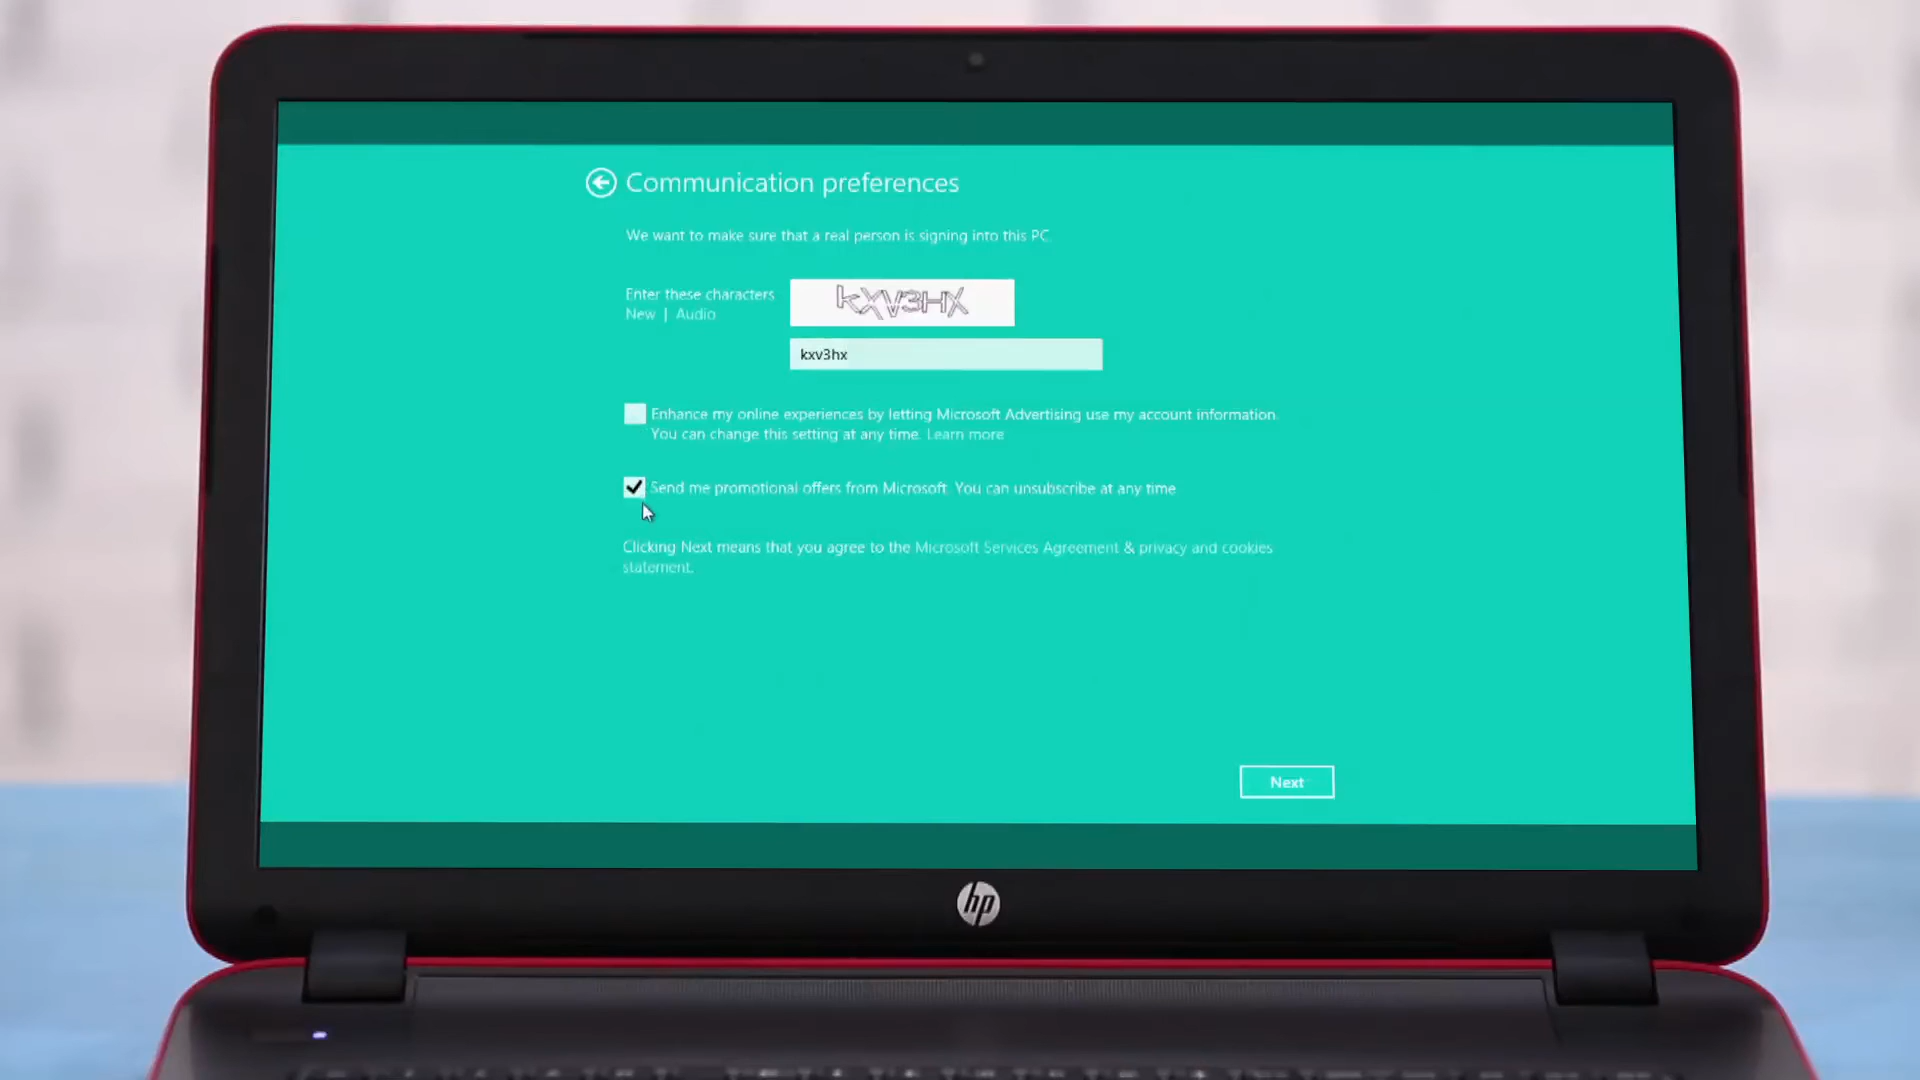 Communication preferences
We want to make sure that a real person is signing into this PC.
Enter these characters
New | Audio
kXV3HX
kxv3hx
Enhance my online experiences by letting Microsoft Advertising use my account information.
You can change this setting at any time. Learn more
Send me promotional offers from Microsoft. You can unsubscribe at any time
Clicking Next means that you agree to the Microsoft Services Agreement & privacy and cookies
statement.
Next
hp